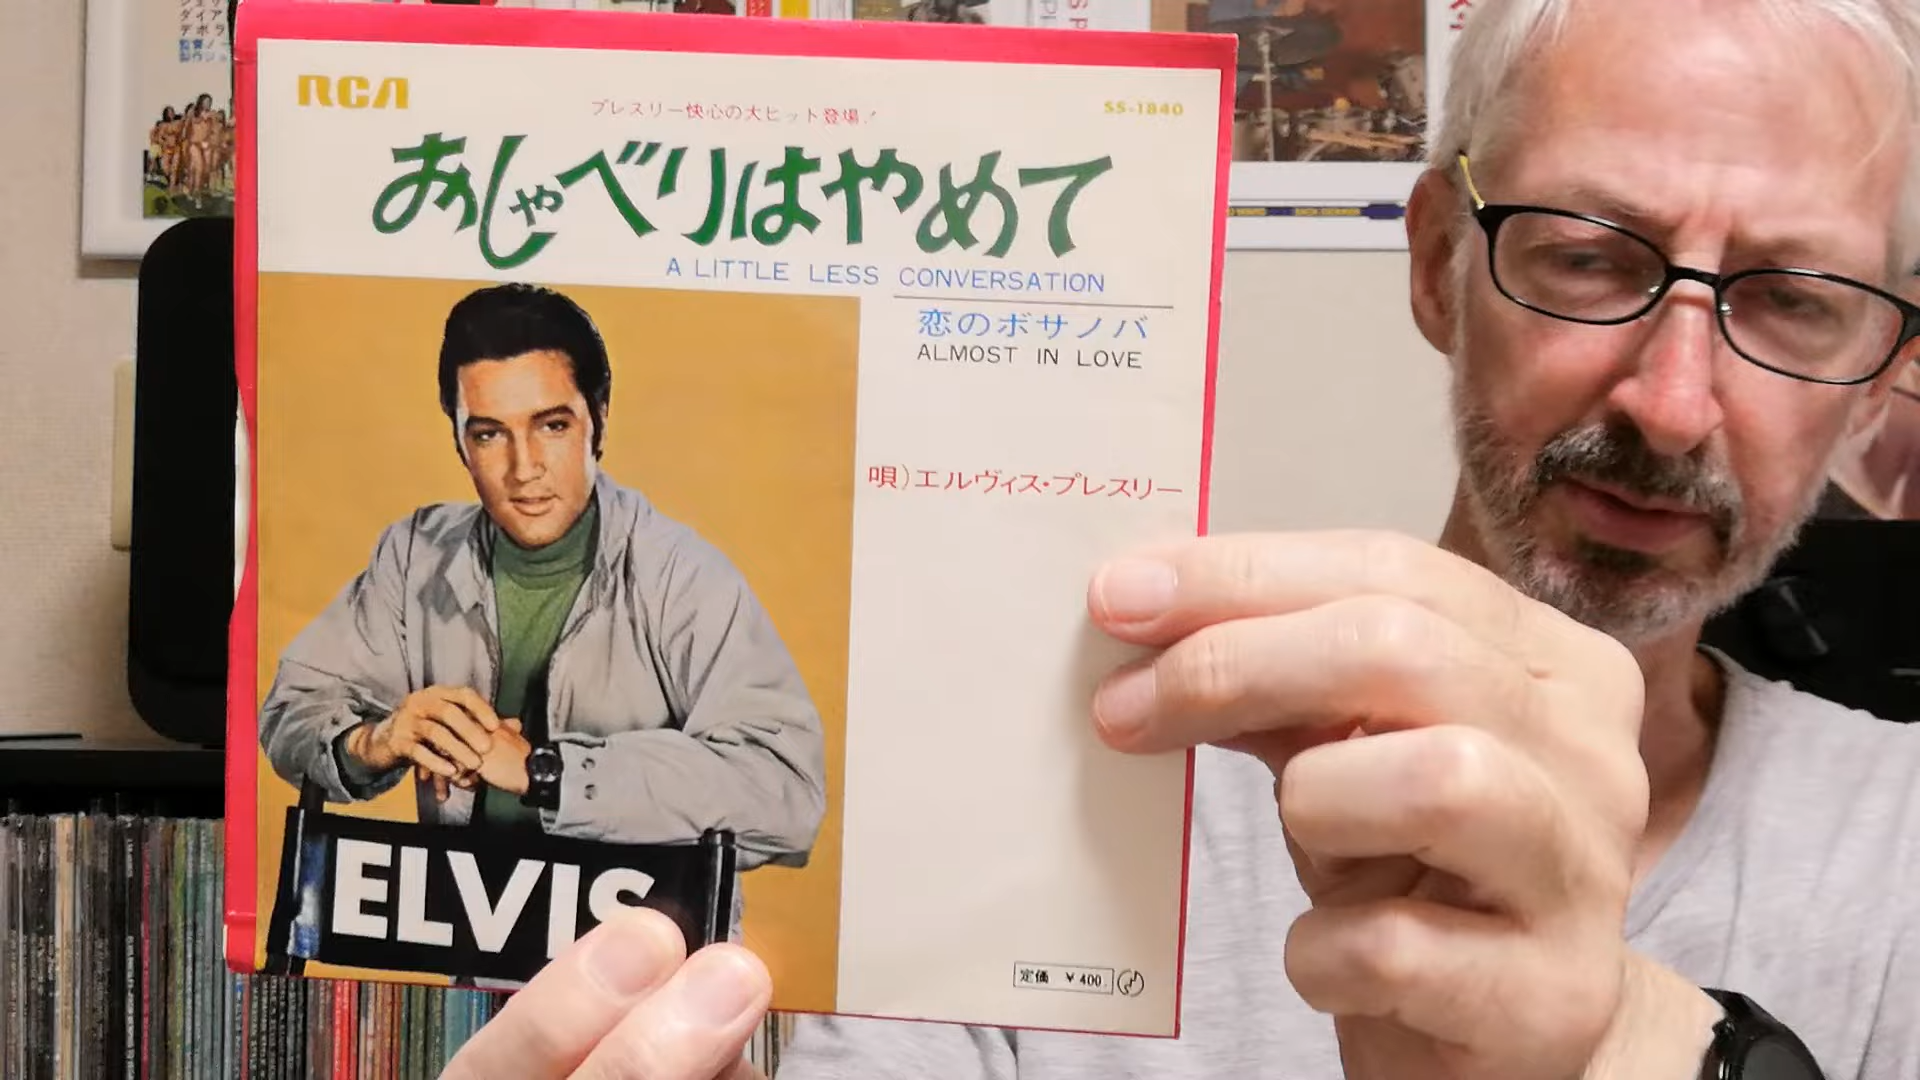 RCA
プレスリー快心の大ヒット登場!
SS-1840
おしゃべりはやめて
A LITTLE LESS CONVERSATION
恋のボサノバ
ALMOST IN LOVE
唄)エルヴィス・プレスリー
ELVIS
定価 ¥400.